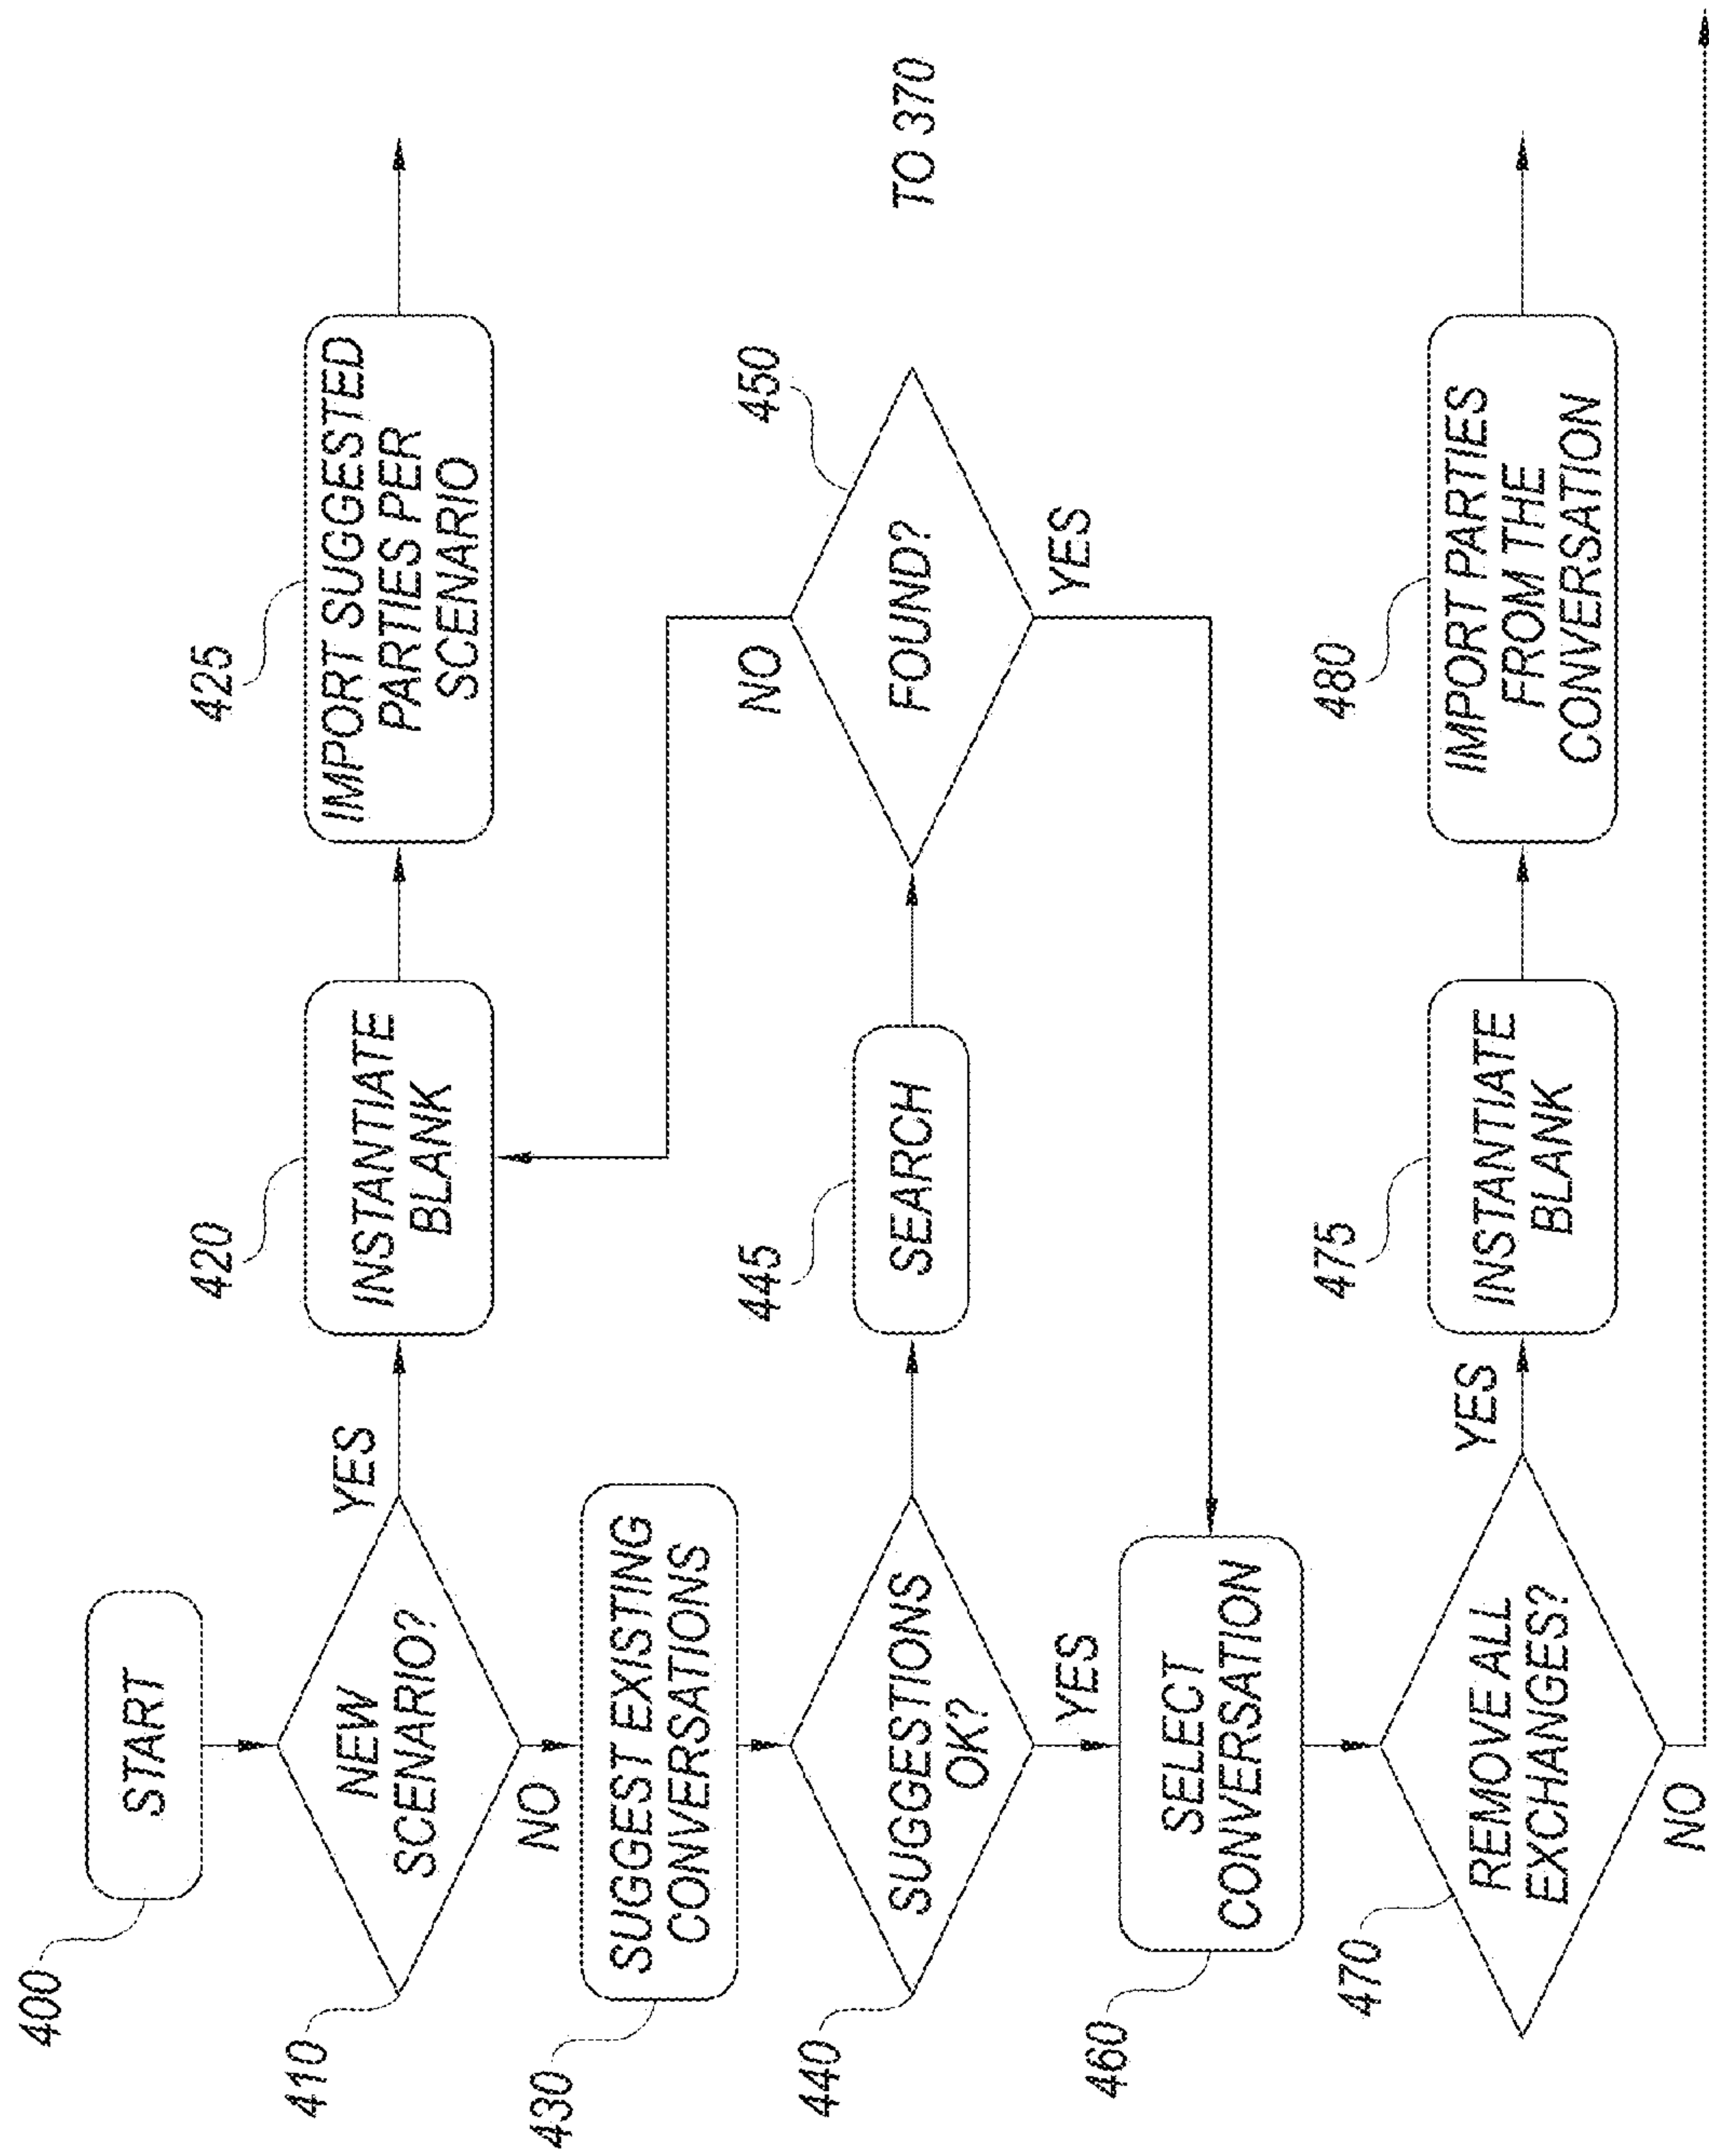 400
START
410
NEW
SCENARIO?
YES
NO
420
INSTANTIATE
BLANK
425
IMPORT SUGGESTED
PARTIES PER
SCENARIO
430
SUGGEST EXISTING
CONVERSATIONS
440
SUGGESTIONS
OK?
YES
445
SEARCH
450
FOUND?
NO
YES
TO 370
460
SELECT
CONVERSATION
470
REMOVE ALL
EXCHANGES?
YES
NO
475
INSTANTIATE
BLANK
480
IMPORT PARTIES
FROM THE
CONVERSATION